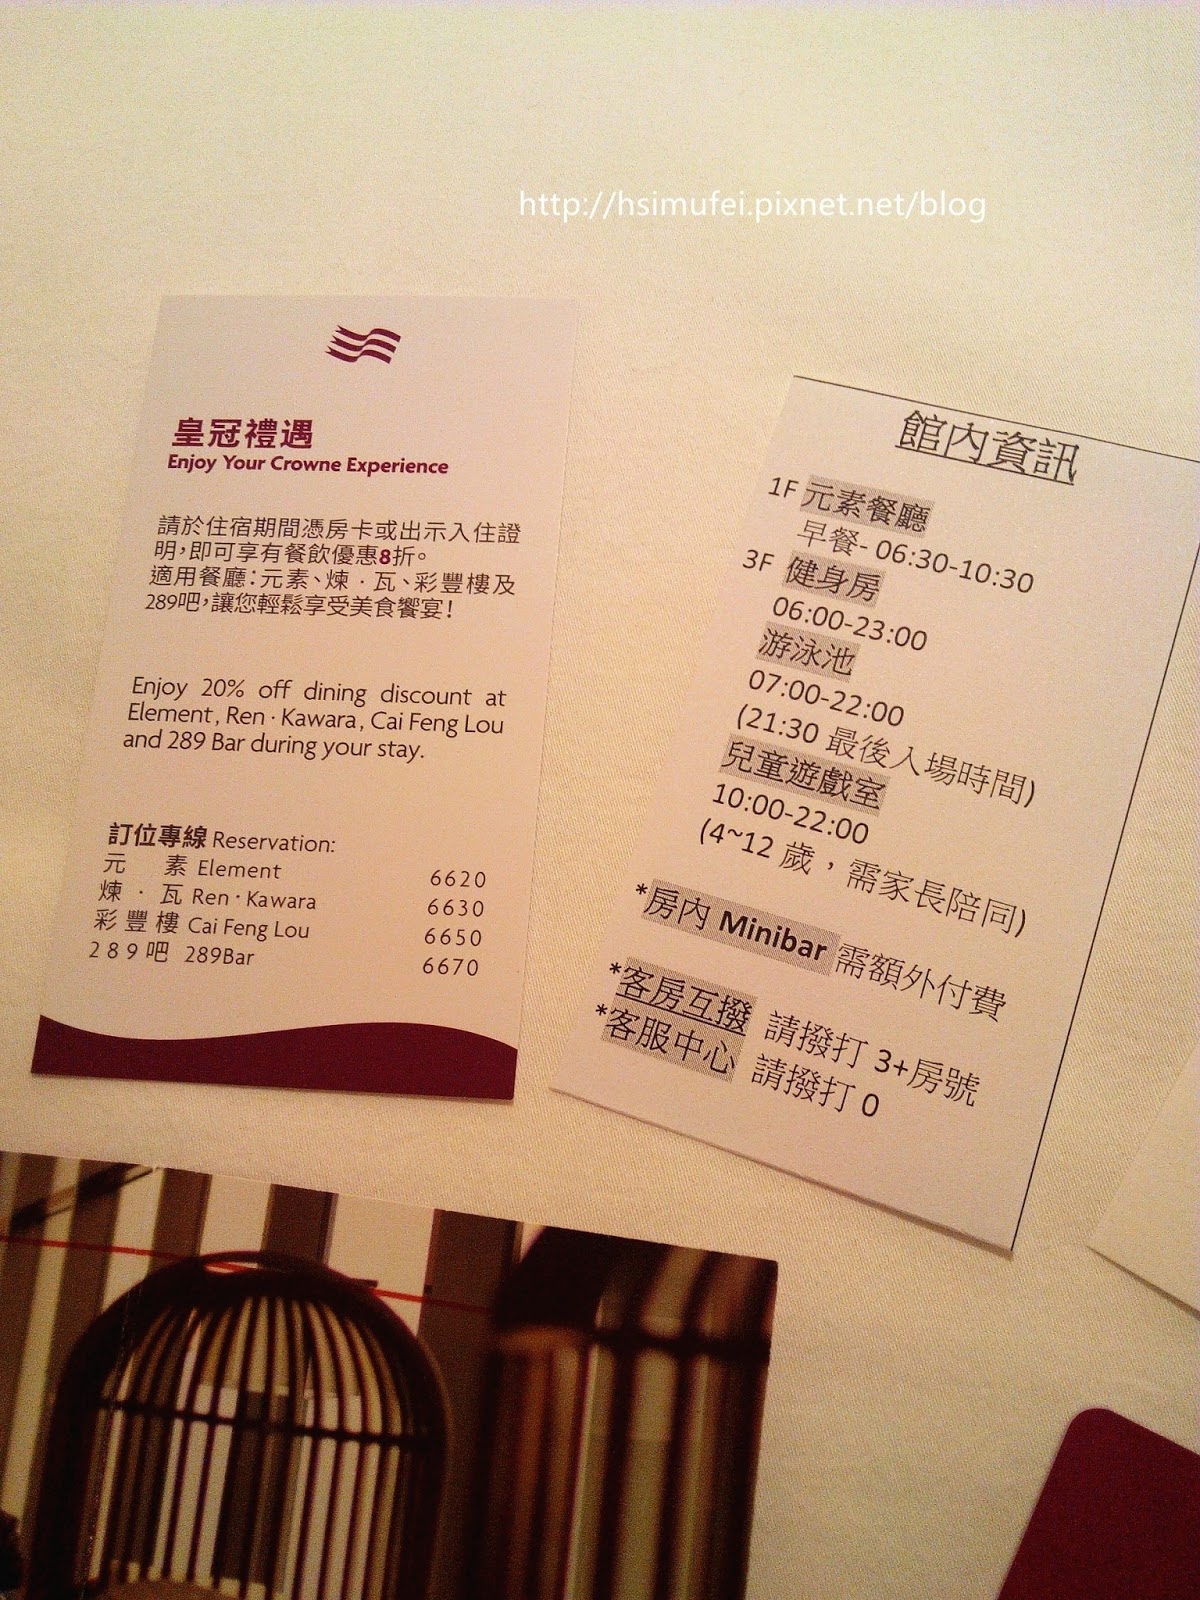 http://hsimufei.pixnet.net/blog
皇冠禮遇
Enjoy Your Crowne Experience
請於住宿期間憑房卡或出示入住證
明，即可享有餐飲優惠8折。
適用餐廳：元素、煉．瓦、彩豐樓及
289吧，讓您輕鬆享受美食饗宴！
Enjoy 20% off dining discount at
Element, Ren · Kawara, Cai Feng Lou
and 289 Bar during your stay.
訂位專線 Reservation:
元 素 Element 6620
煉 · 瓦 Ren · Kawara 6630
彩 豐 樓 Cai Feng Lou 6650
2 8 9 吧 289Bar 6670
館內資訊
1F 元素餐廳
早餐- 06:30-10:30
3F 健身房
06:00-23:00
游泳池
07:00-22:00
(21:30 最後入場時間)
兒童遊戲室
10:00-22:00
(4~12 歲，需家長陪同)
*房內 Minibar 需額外付費
*客房互撥 請撥打 3+房號
*客服中心 請撥打 0